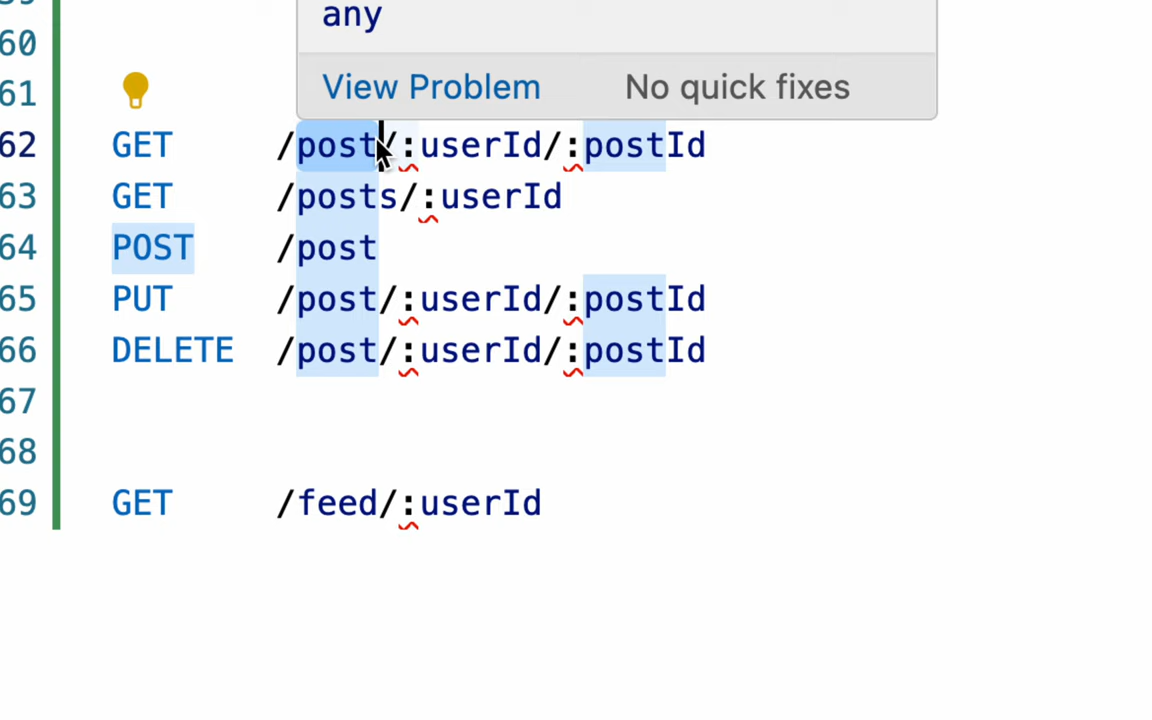 any
View Problem No quick fixes
60
61
62 GET /post/:userId/:postId
63 GET /posts/:userId
64 POST /post
65 PUT /post/:userId/:postId
66 DELETE /post/:userId/:postId
67
68
69 GET /feed/:userId